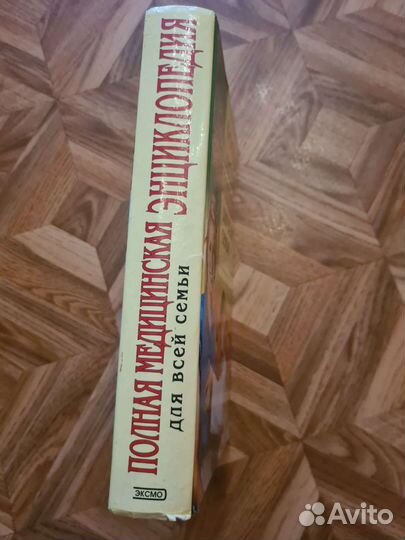 ПОЛНАЯ МЕДИЦИНСКАЯ ЭНЦИКЛОПЕДИЯ
для всей семьи
ЭКСМО
Avito